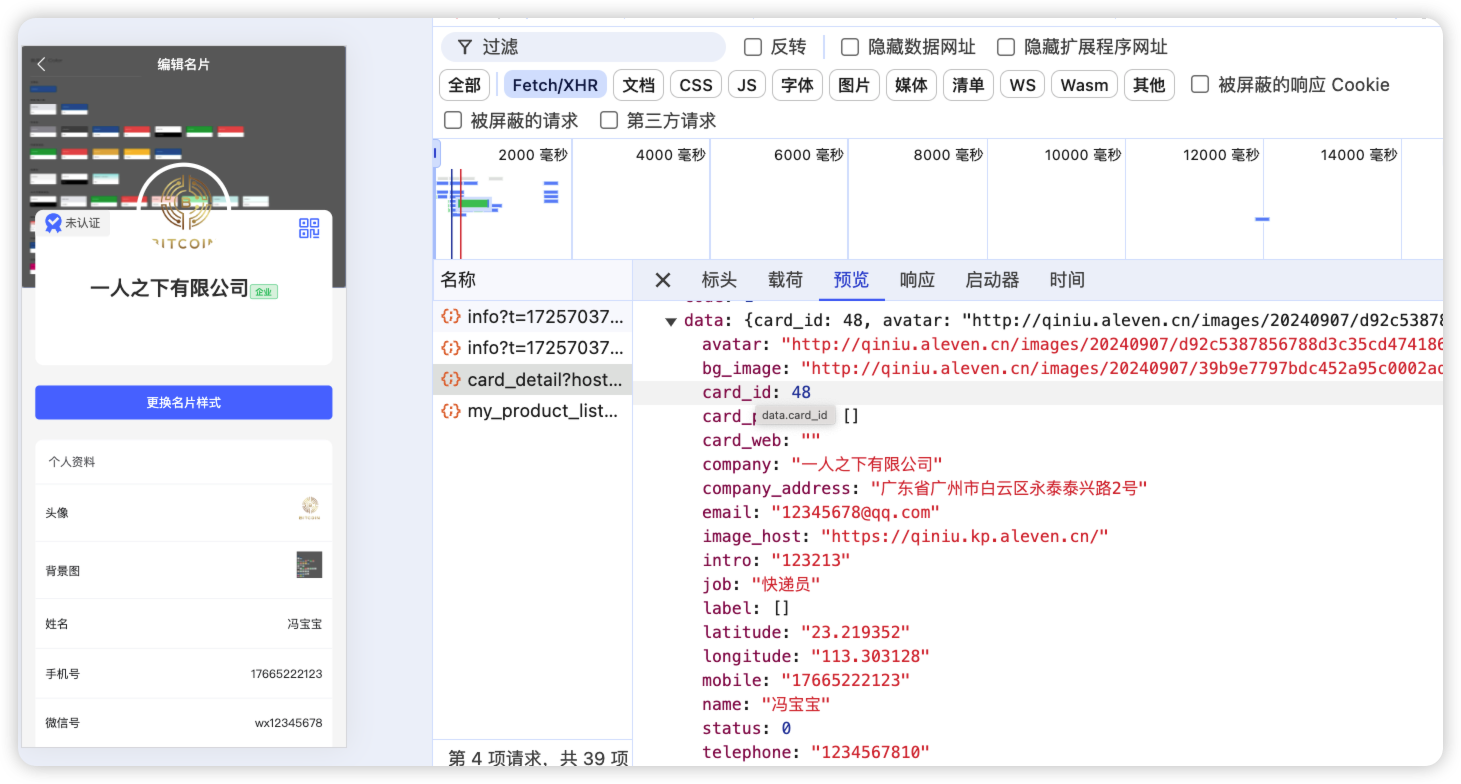 编辑名片
未认证
BITCOIN
一人之下有限公司 企业
更换名片样式
个人资料
头像
背景图
姓名 冯宝宝
手机号 17665222123
微信号 wx12345678
过滤 反转 隐藏数据网址 隐藏扩展程序网址
全部 Fetch/XHR 文档 CSS JS 字体 图片 媒体 清单 WS Wasm 其他 被屏蔽的响应 Cookie
被屏蔽的请求 第三方请求
2000 毫秒 4000 毫秒 6000 毫秒 8000 毫秒 10000 毫秒 12000 毫秒 14000 毫秒
名称
info?t=17257037...
info?t=17257037...
card_detail?host...
my_product_list...
第 4 项请求，共 39 项
标头 载荷 预览 响应 启动器 时间
data: {card_id: 48, avatar: "http://qiniu.aleven.cn/images/20240907/d92c53878
avatar: "http://qiniu.aleven.cn/images/20240907/d92c5387856788d3c35cd474186
bg_image: "http://qiniu.aleven.cn/images/20240907/39b9e7797bdc452a95c0002ac
card_id: 48
card_p []
data.card_id
card_web: ""
company: "一人之下有限公司"
company_address: "广东省广州市白云区永泰泰兴路2号"
email: "12345678@qq.com"
image_host: "https://qiniu.kp.aleven.cn/"
intro: "123213"
job: "快递员"
label: []
latitude: "23.219352"
longitude: "113.303128"
mobile: "17665222123"
name: "冯宝宝"
status: 0
telephone: "1234567810"